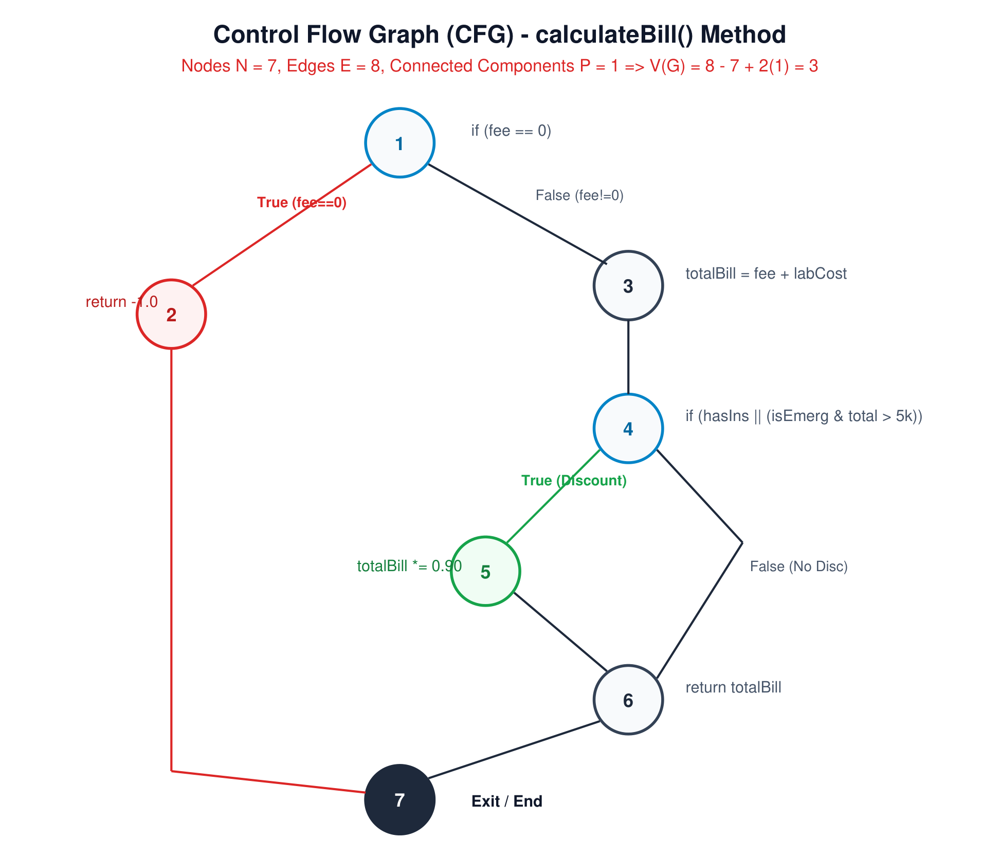 Control Flow Graph (CFG) - calculateBill() Method
Nodes N = 7, Edges E = 8, Connected Components P = 1 => V(G) = 8 - 7 + 2(1) = 3
1
if (fee == 0)
True (fee==0)
False (fee!=0)
3
totalBill = fee + labCost
return -1.0
2
4
if (hasIns || (isEmerg & total > 5k))
True (Discount)
totalBill *= 0.90
5
False (No Disc)
6
return totalBill
7
Exit / End